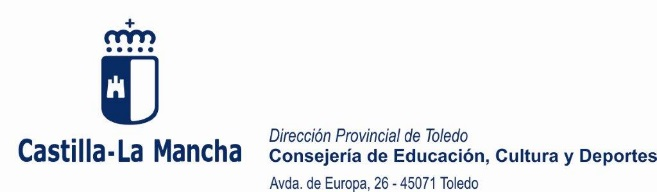 Castilla-La Mancha
Dirección Provincial de Toledo
Consejería de Educación, Cultura y Deportes
Avda. de Europa, 26 - 45071 Toledo